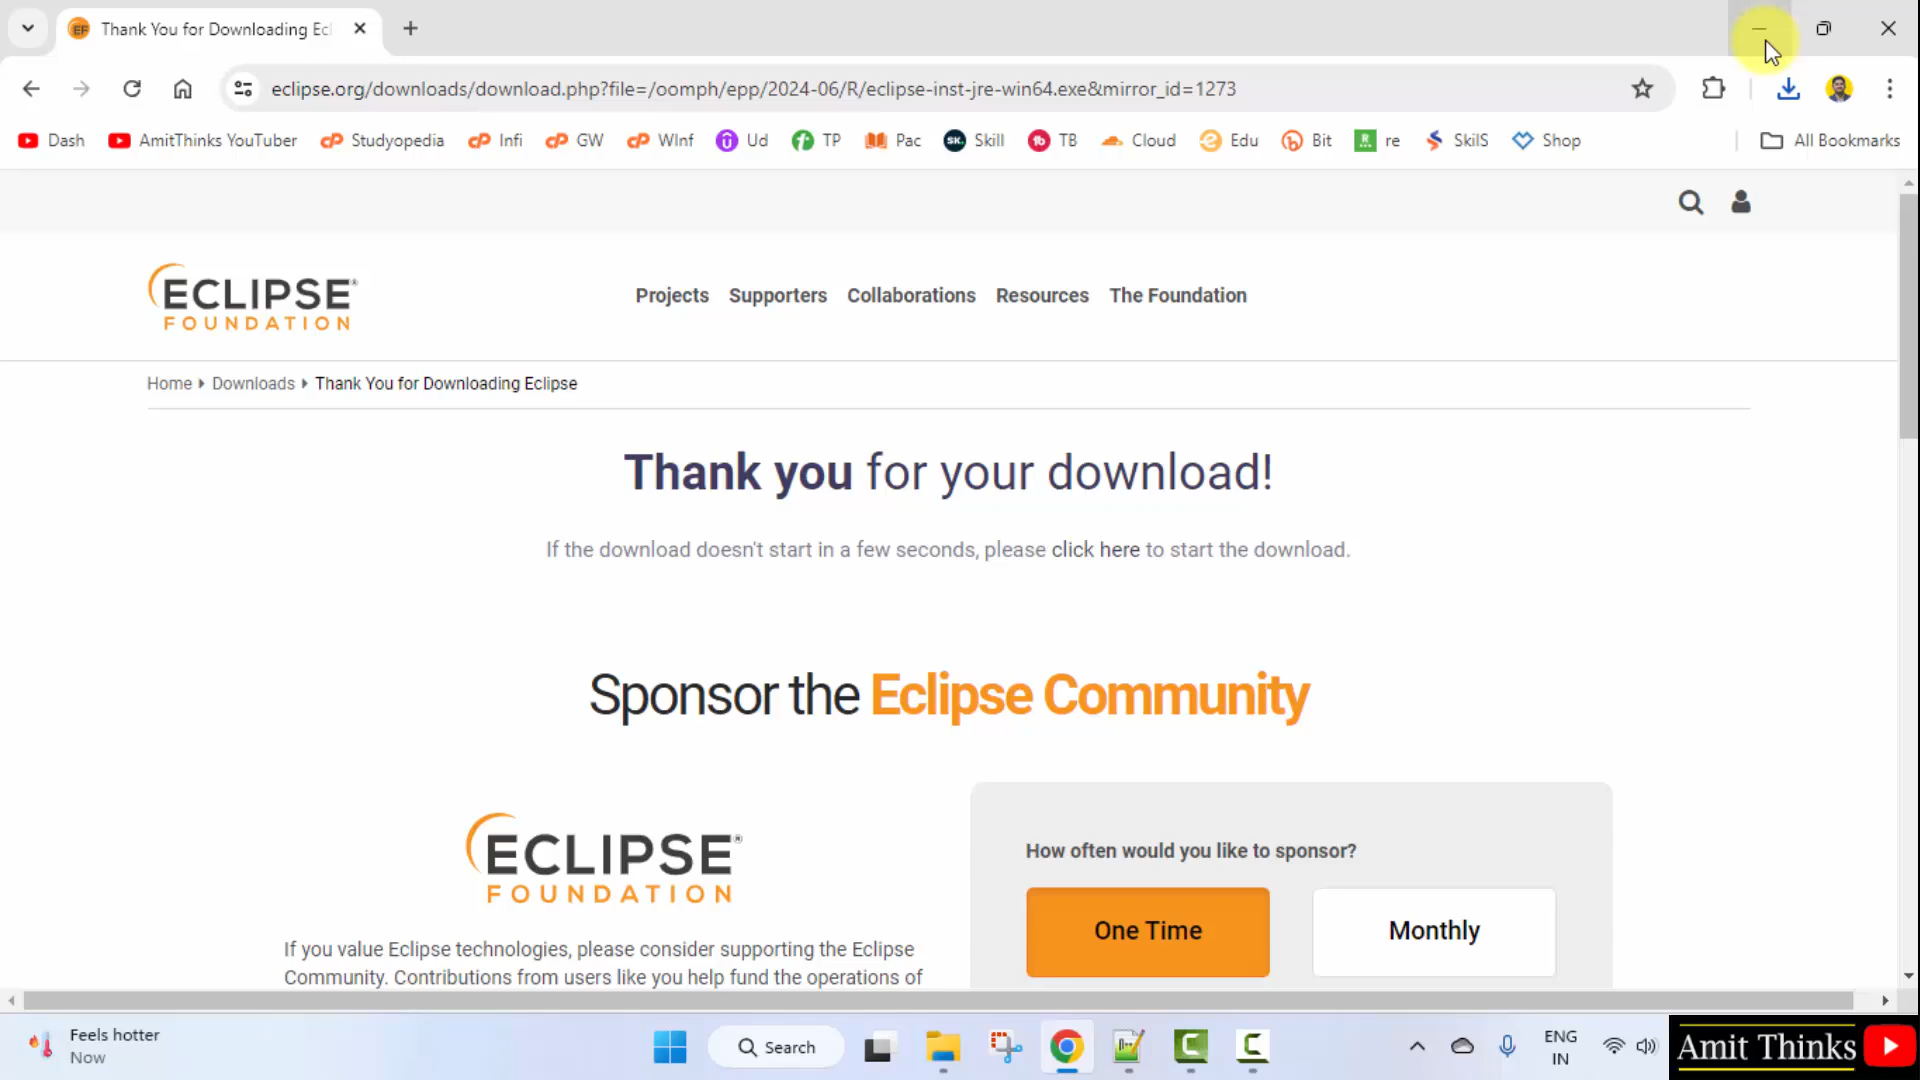 Thank You for Downloading Ecl
eclipse.org/downloads/download.php?file=/oomph/epp/2024-06/R/eclipse-inst-jre-win64.exe&mirror_id=1273
Dash AmitThinks YouTuber Studyopedia Infi GW WInf Ud TP Pac Skill TB Cloud Edu Bit re SkilS Shop All Bookmarks
ECLIPSE
FOUNDATION
Projects Supporters Collaborations Resources The Foundation
Home Downloads Thank You for Downloading Eclipse
Thank you for your download!
If the download doesn't start in a few seconds, please click here to start the download.
Sponsor the Eclipse Community
ECLIPSE
FOUNDATION
If you value Eclipse technologies, please consider supporting the Eclipse
Community. Contributions from users like you help fund the operations of
How often would you like to sponsor?
One Time Monthly
Feels hotter
Now
Search
ENG
IN
Amit Thinks